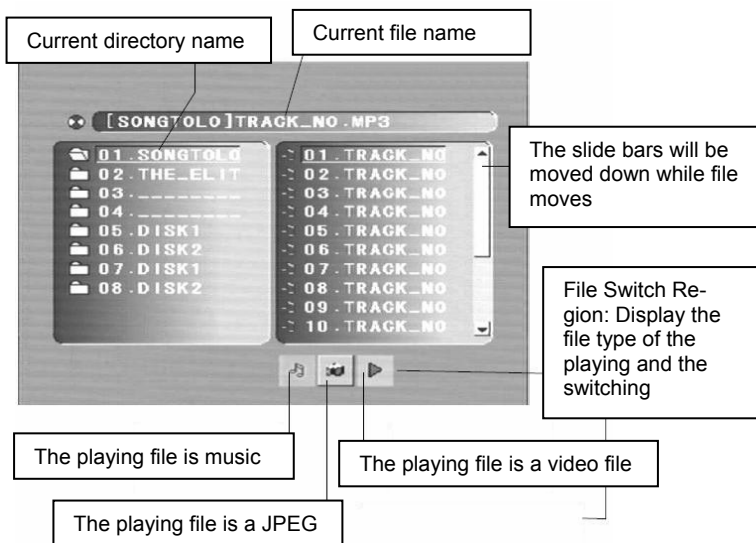 Current directory name
Current file name
[SONGTOLO]TRACK_NO.MP3
01.SONGTOLO
02.THE_ELIT
03.________
04.________
05.DISK1
06.DISK2
07.DISK1
08.DISK2
01.TRACK_NO
02.TRACK_NO
03.TRACK_NO
04.TRACK_NO
05.TRACK_NO
06.TRACK_NO
07.TRACK_NO
08.TRACK_NO
09.TRACK_NO
10.TRACK_NO
The slide bars will be
moved down while file
moves
File Switch Re-
gion: Display the
file type of the
playing and the
switching
The playing file is music
The playing file is a video file
The playing file is a JPEG